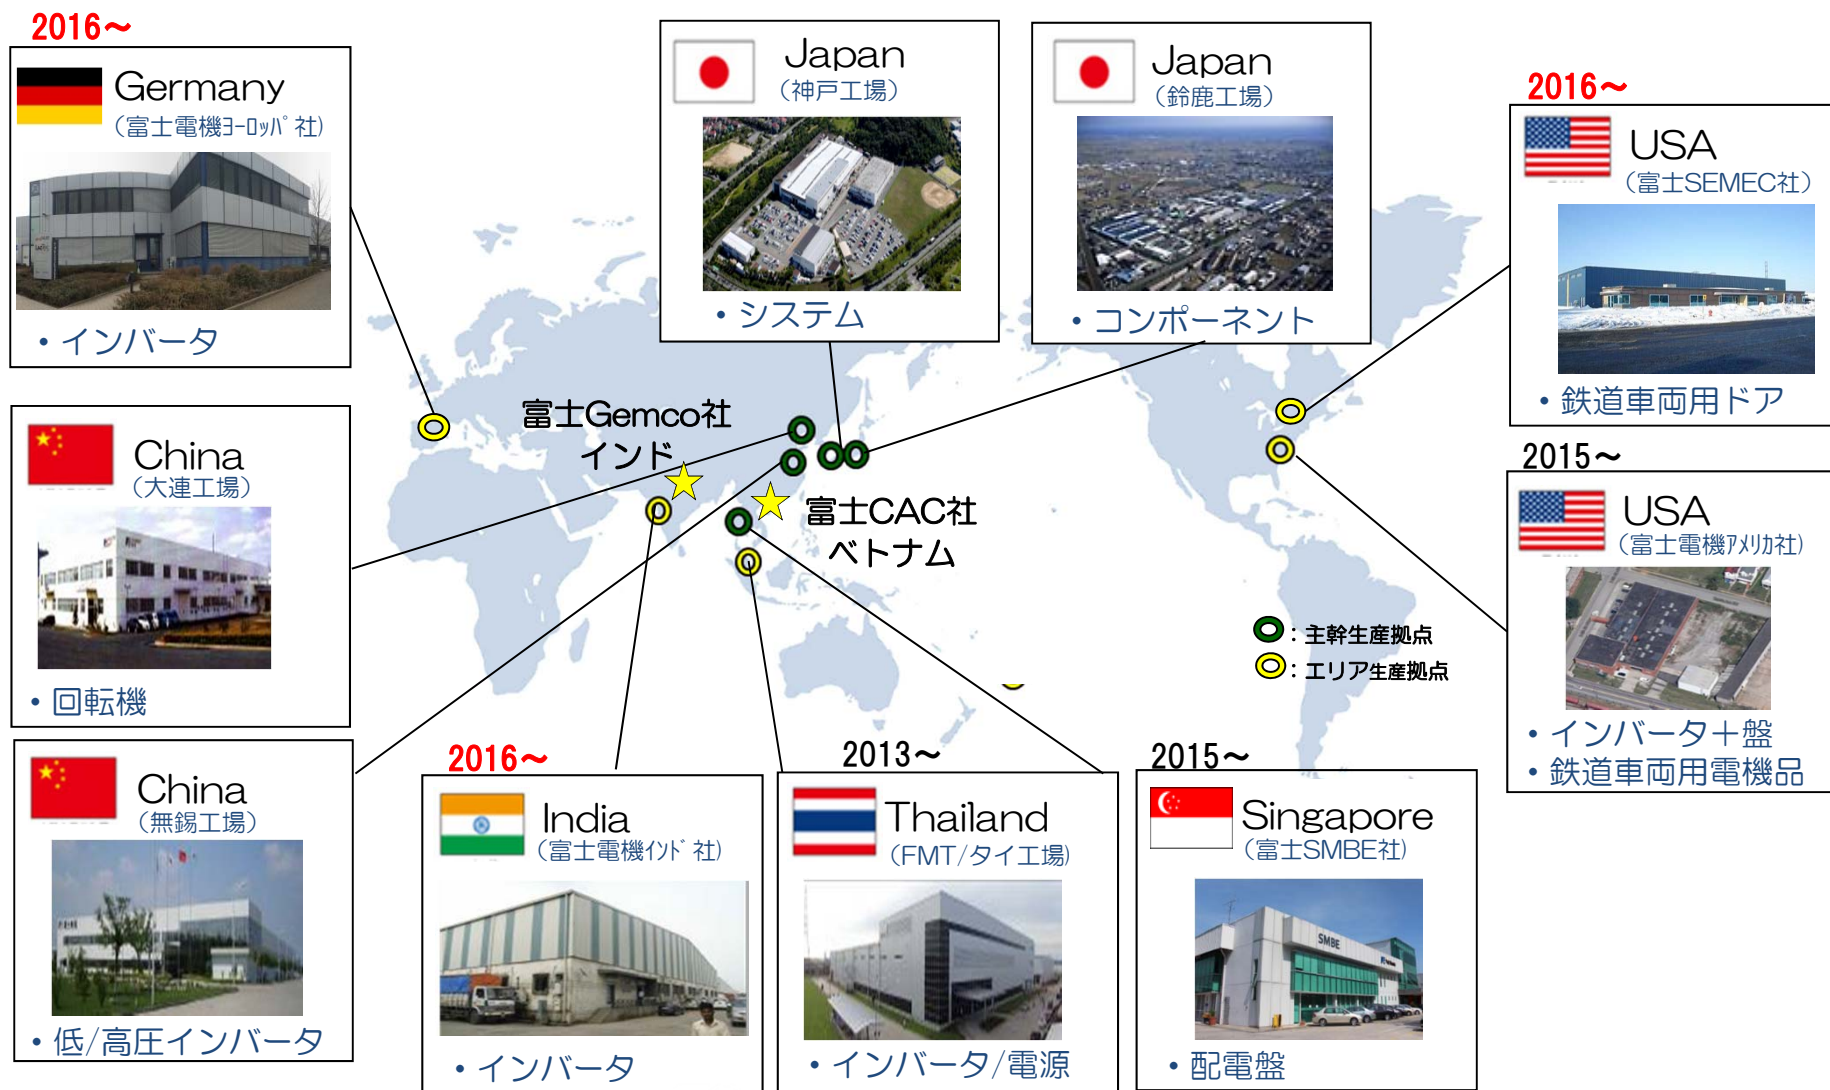 2016～
Germany
（富士電機ﾖｰﾛｯﾊﾟ社）
・インバータ
Japan
（神戸工場）
・システム
Japan
（鈴鹿工場）
・コンポーネント
2016～
USA
（富士SEMEC社）
・鉄道車両用ドア
China
（大連工場）
・回転機
富士Gemco社
インド
富士CAC社
ベトナム
2015～
USA
（富士電機ｱﾒﾘｶ社）
・インバータ＋盤
・鉄道車両用電機品
：主幹生産拠点
：エリア生産拠点
China
（無錫工場）
・低/高圧インバータ
2016～
India
（富士電機ｲﾝﾄﾞ社）
・インバータ
2013～
Thailand
（FMT/タイ工場）
・インバータ/電源
2015～
Singapore
（富士SMBE社）
SMBE
・配電盤